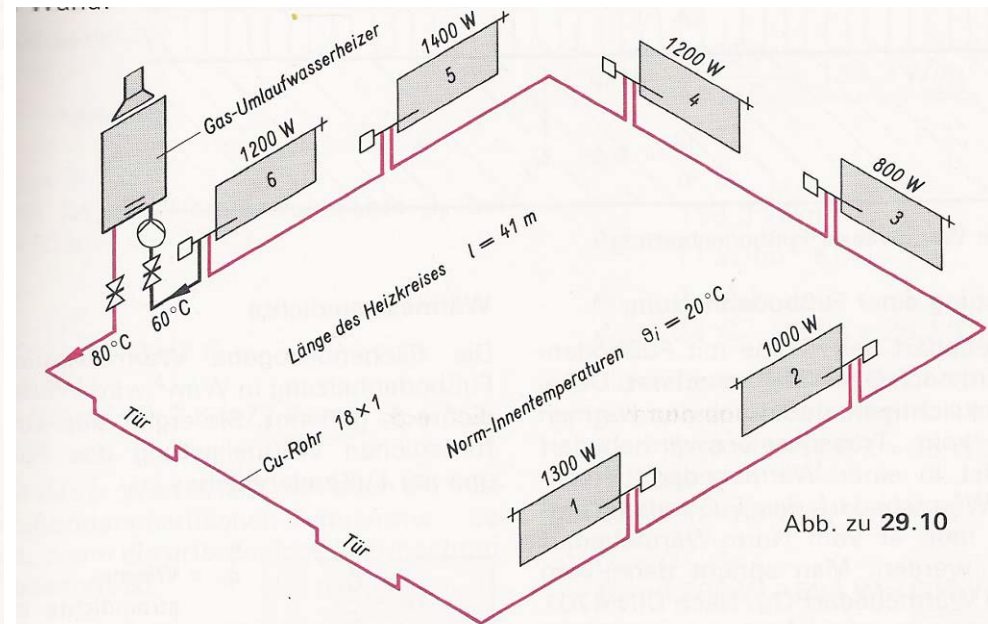 Gas-Umlaufwasserheizer
1400 W
5
1200 W
4
1200 W
6
800 W
3
60°C
80°C
Länge des Heizkreises l = 41 m
Norm-Innentemperaturen ϑi = 20°C
1000 W
2
Tür
Cu-Rohr 18 × 1
1300 W
1
Tür
Abb. zu 29.10